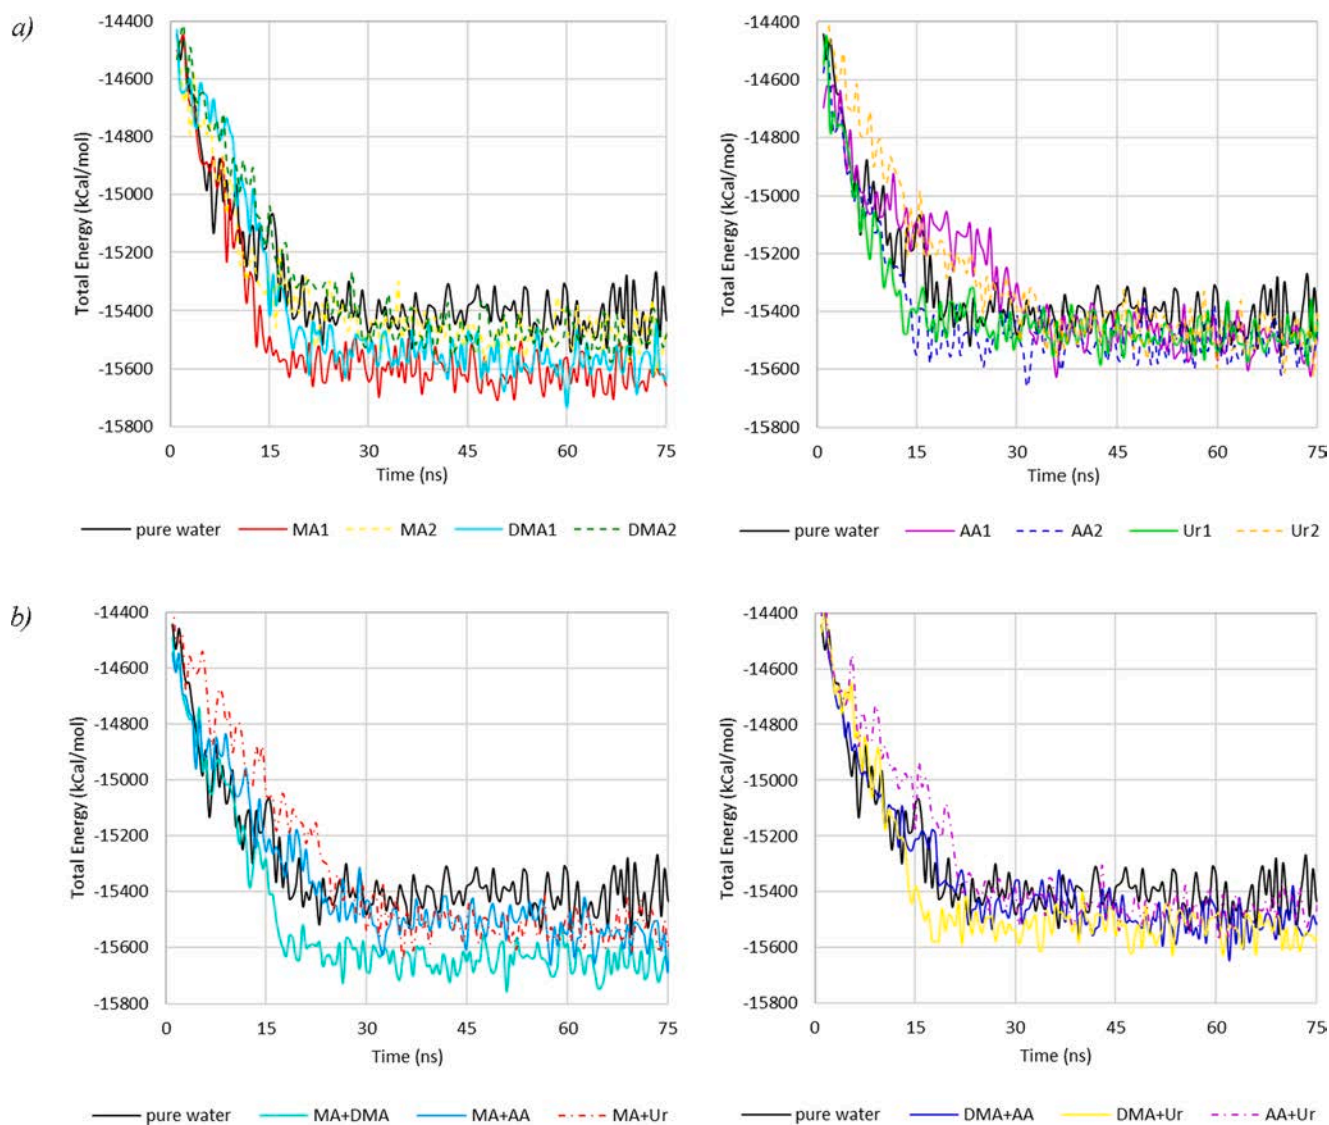 a)
Total Energy (kCal/mol)
-14400
-14600
-14800
-15000
-15200
-15400
-15600
-15800
0 15 30 45 60 75
Time (ns)
pure water MA1 MA2 DMA1 DMA2
Total Energy (kCal/mol)
-14400
-14600
-14800
-15000
-15200
-15400
-15600
-15800
0 15 30 45 60 75
Time (ns)
pure water AA1 AA2 Ur1 Ur2
b)
Total Energy (kCal/mol)
-14400
-14600
-14800
-15000
-15200
-15400
-15600
-15800
0 15 30 45 60 75
Time (ns)
pure water MA+DMA MA+AA MA+Ur
Total Energy (kCal/mol)
-14400
-14600
-14800
-15000
-15200
-15400
-15600
-15800
0 15 30 45 60 75
Time (ns)
pure water DMA+AA DMA+Ur AA+Ur